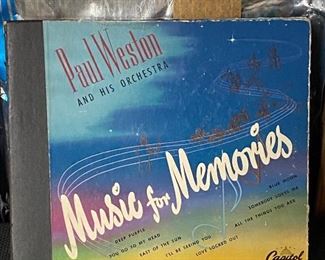 Paul Weston
AND HIS ORCHESTRA
Music for Memories
DEEP PURPLE
BLUE MOON
YOU GO TO MY HEAD
SOMEBODY LOVES ME
EAST OF THE SUN
ALL THE THINGS YOU ARE
I'LL BE SEEING YOU
LOVE LOCKED OUT
Capitol